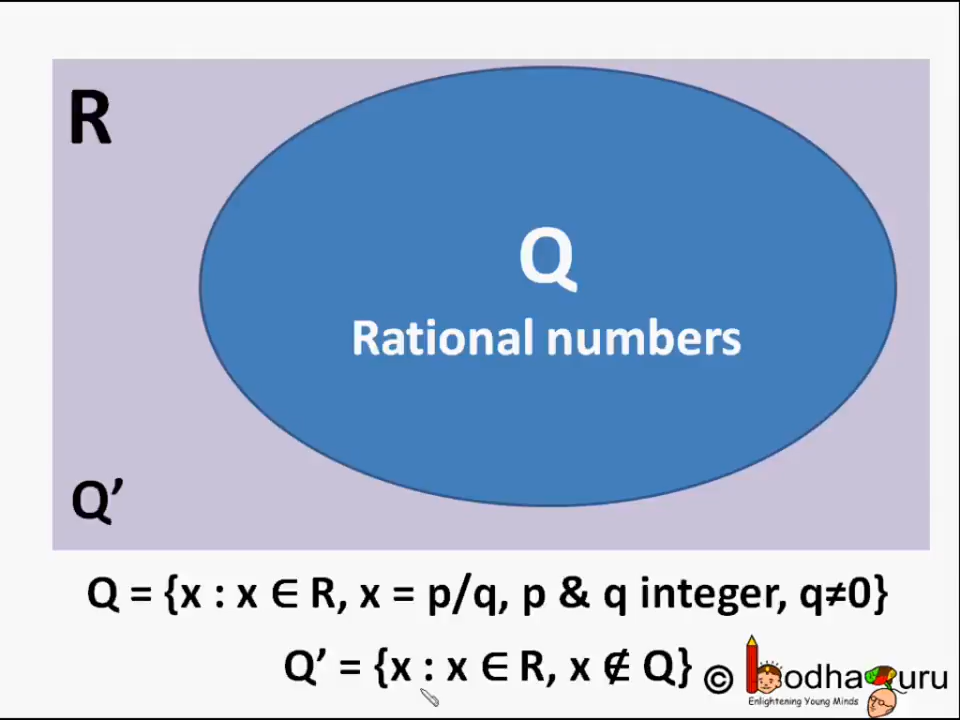 R
Q
Rational numbers
Q’
Q = {x : x ∈ R, x = p/q, p & q integer, q≠0}
Q’ = {x : x ∈ R, x ∉ Q}
© BodhaGuru
Enlightening Young Minds